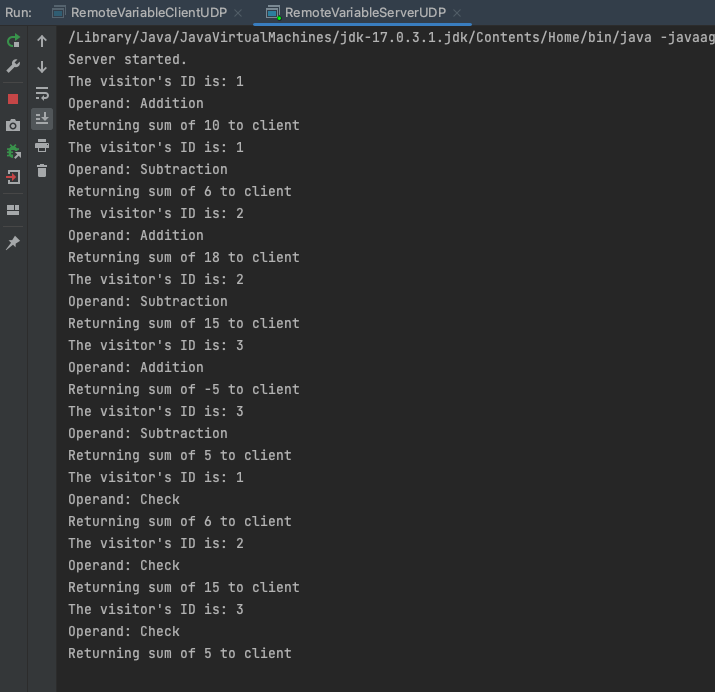 Run: RemoteVariableClientUDP × RemoteVariableServerUDP ×
/Library/Java/JavaVirtualMachines/jdk-17.0.3.1.jdk/Contents/Home/bin/java -javaag
Server started.
The visitor's ID is: 1
Operand: Addition
Returning sum of 10 to client
The visitor's ID is: 1
Operand: Subtraction
Returning sum of 6 to client
The visitor's ID is: 2
Operand: Addition
Returning sum of 18 to client
The visitor's ID is: 2
Operand: Subtraction
Returning sum of 15 to client
The visitor's ID is: 3
Operand: Addition
Returning sum of -5 to client
The visitor's ID is: 3
Operand: Subtraction
Returning sum of 5 to client
The visitor's ID is: 1
Operand: Check
Returning sum of 6 to client
The visitor's ID is: 2
Operand: Check
Returning sum of 15 to client
The visitor's ID is: 3
Operand: Check
Returning sum of 5 to client